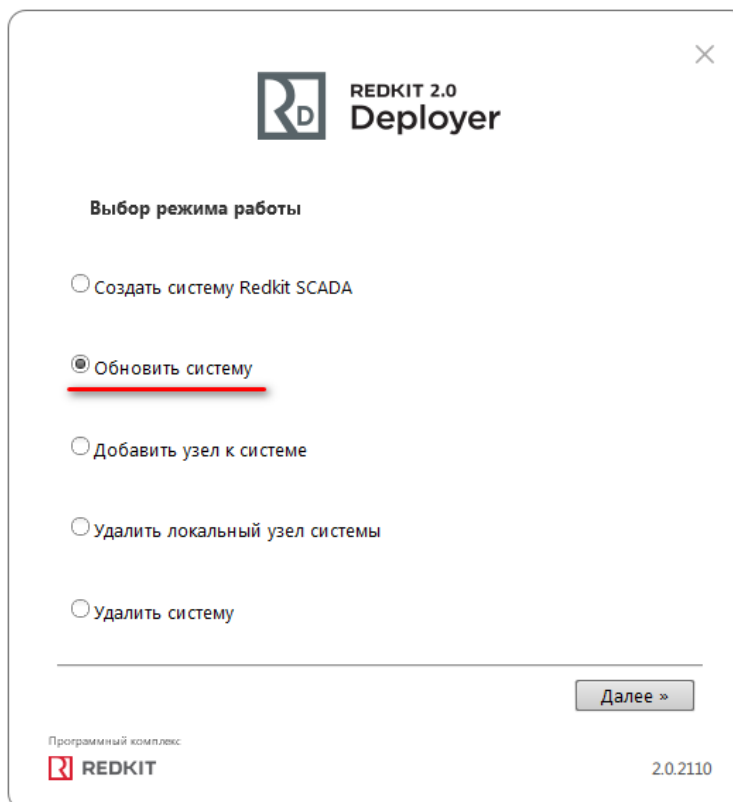 REDKIT 2.0
Deployer
Выбор режима работы
Создать систему Redkit SCADA
Обновить систему
Добавить узел к системе
Удалить локальный узел системы
Удалить систему
Далее »
Программный комплекс
REDKIT
2.0.2110